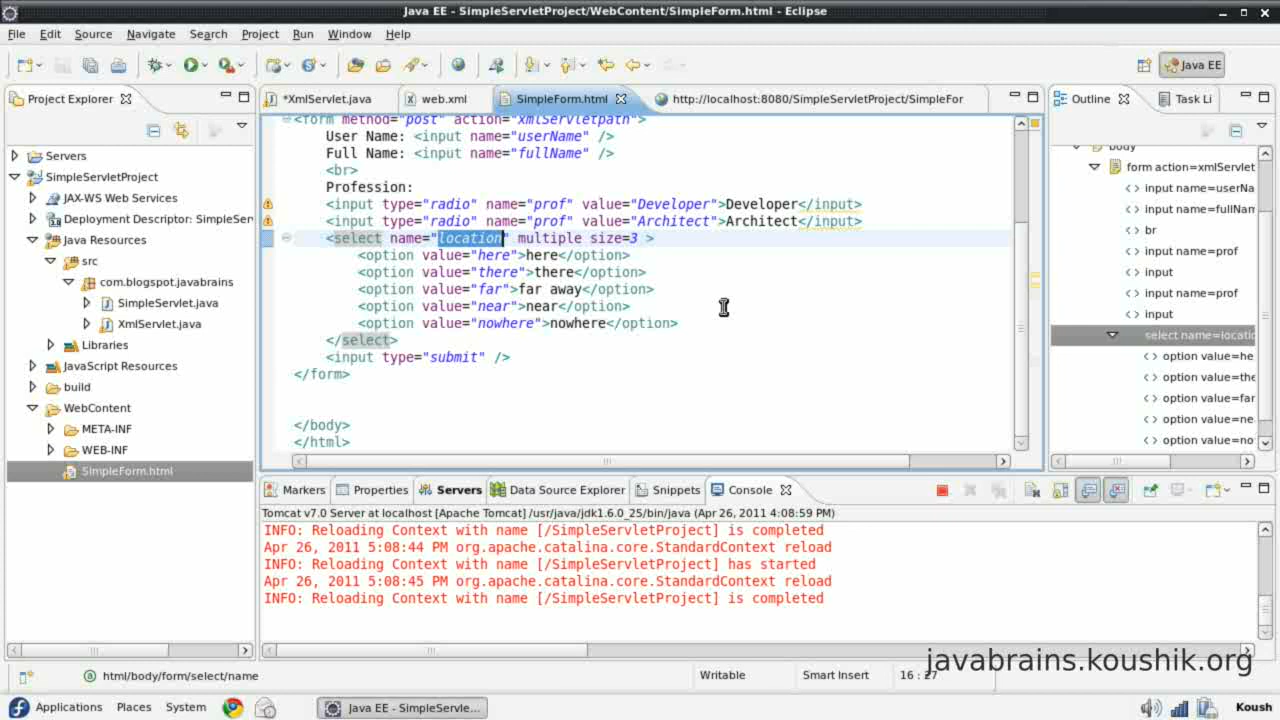 Java EE - SimpleServletProject/WebContent/SimpleForm.html - Eclipse
File Edit Source Navigate Search Project Run Window Help
Java EE
Project Explorer
*XmlServlet.java web.xml SimpleForm.html http://localhost:8080/SimpleServletProject/SimpleFor
Outline Task Li
Servers
SimpleServletProject
JAX-WS Web Services
Deployment Descriptor: SimpleSer
Java Resources
src
com.blogspot.javabrains
SimpleServlet.java
XmlServlet.java
Libraries
JavaScript Resources
build
WebContent
META-INF
WEB-INF
SimpleForm.html
<form method="post" action="xmlServletpath">
User Name: <input name="userName" />
Full Name: <input name="fullName" />
<br>
Profession:
<input type="radio" name="prof" value="Developer">Developer</input>
<input type="radio" name="prof" value="Architect">Architect</input>
<select name="location" multiple size=3 >
<option value="here">here</option>
<option value="there">there</option>
<option value="far">far away</option>
<option value="near">near</option>
<option value="nowhere">nowhere</option>
</select>
<input type="submit" />
</form>
</body>
</html>
body
form action=xmlServlet
input name=userNa
input name=fullNam
br
input name=prof
input
input name=prof
input
select name=locatio
option value=he
option value=the
option value=far
option value=ne
option value=no
Markers Properties Servers Data Source Explorer Snippets Console
Tomcat v7.0 Server at localhost [Apache Tomcat] /usr/java/jdk1.6.0_25/bin/java (Apr 26, 2011 4:08:59 PM)
INFO: Reloading Context with name [/SimpleServletProject] is completed
Apr 26, 2011 5:08:44 PM org.apache.catalina.core.StandardContext reload
INFO: Reloading Context with name [/SimpleServletProject] has started
Apr 26, 2011 5:08:45 PM org.apache.catalina.core.StandardContext reload
INFO: Reloading Context with name [/SimpleServletProject] is completed
javabrains.koushik.org
html/body/form/select/name Writable Smart Insert 16 : 27
Applications Places System Java EE - SimpleServle... Koush